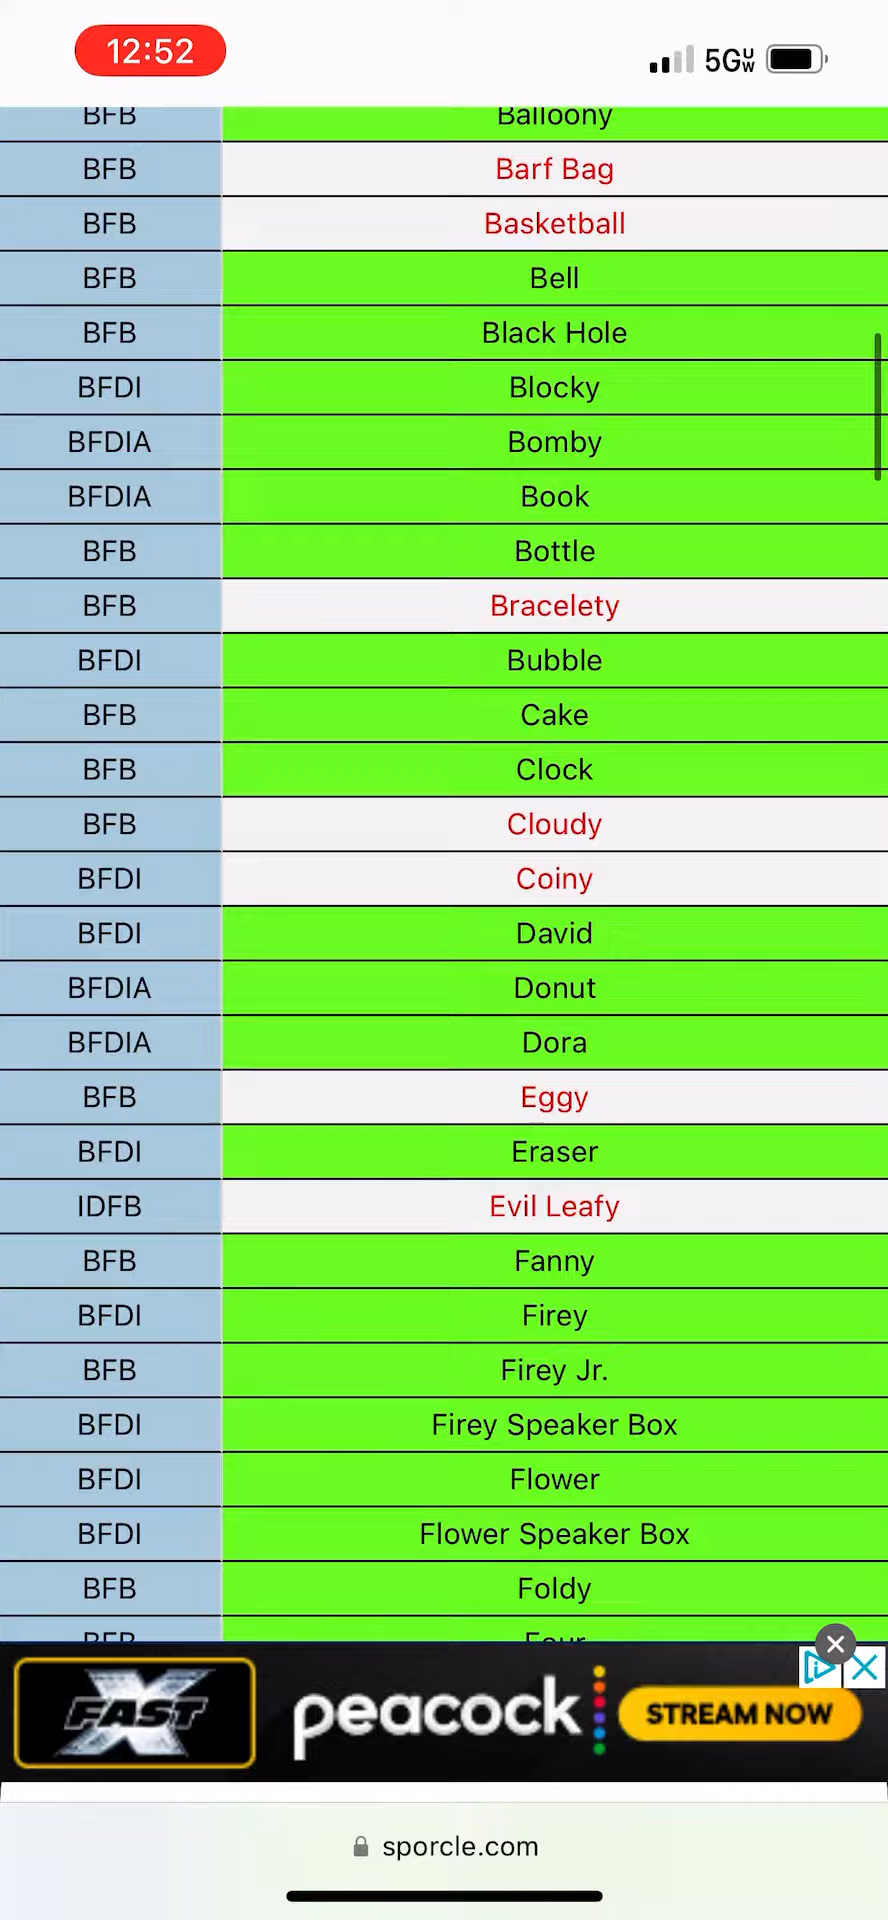 12:52
5G UW
BFB Balloony
BFB Barf Bag
BFB Basketball
BFB Bell
BFB Black Hole
BFDI Blocky
BFDIA Bomby
BFDIA Book
BFB Bottle
BFB Bracelety
BFDI Bubble
BFB Cake
BFB Clock
BFB Cloudy
BFDI Coiny
BFDI David
BFDIA Donut
BFDIA Dora
BFB Eggy
BFDI Eraser
IDFB Evil Leafy
BFB Fanny
BFDI Firey
BFB Firey Jr.
BFDI Firey Speaker Box
BFDI Flower
BFDI Flower Speaker Box
BFB Foldy
BFB Four
FAST X peacock STREAM NOW
sporcle.com